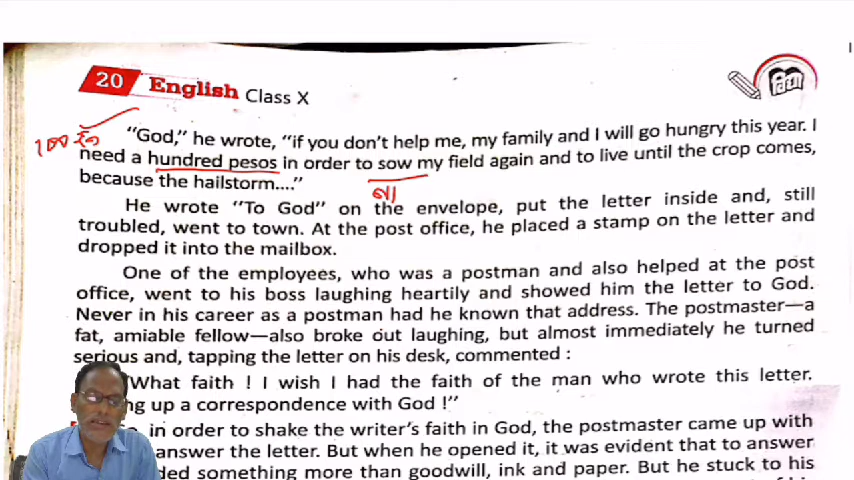 20 English Class X
विद्या
"God," he wrote, "if you don't help me, my family and I will go hungry this year. I
need a hundred pesos in order to sow my field again and to live until the crop comes,
because the hailstorm...."
He wrote "To God" on the envelope, put the letter inside and, still
troubled, went to town. At the post office, he placed a stamp on the letter and
dropped it into the mailbox.
One of the employees, who was a postman and also helped at the post
office, went to his boss laughing heartily and showed him the letter to God.
Never in his career as a postman had he known that address. The postmaster—a
fat, amiable fellow—also broke out laughing, but almost immediately he turned
serious and, tapping the letter on his desk, commented :
"What faith ! I wish I had the faith of the man who wrote this letter.
up a correspondence with God !"
in order to shake the writer's faith in God, the postmaster came up with
answer the letter. But when he opened it, it was evident that to answer
something more than goodwill, ink and paper. But he stuck to his